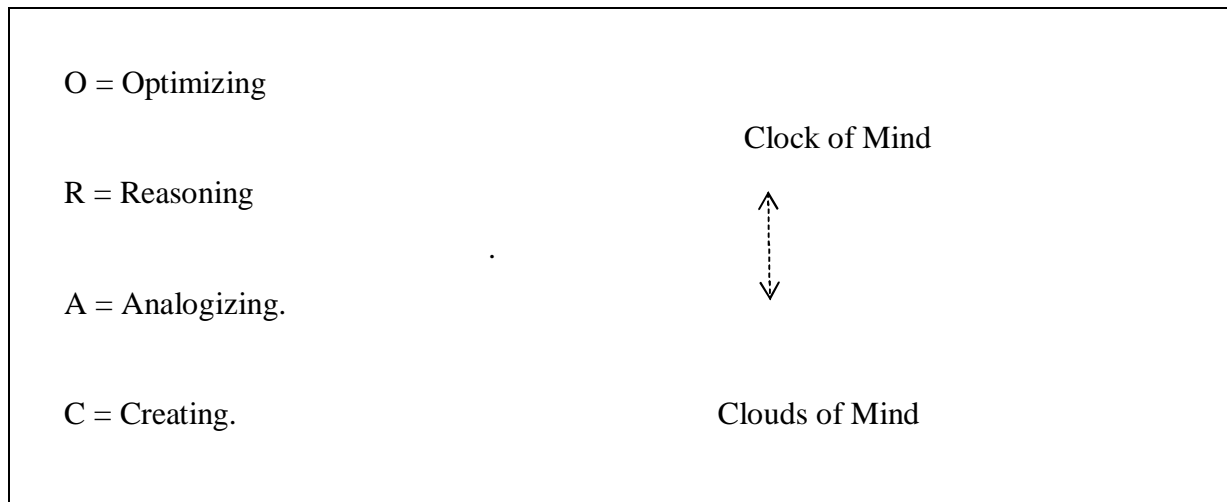 O = Optimizing
Clock of Mind
R = Reasoning
.
A = Analogizing.
C = Creating. Clouds of Mind